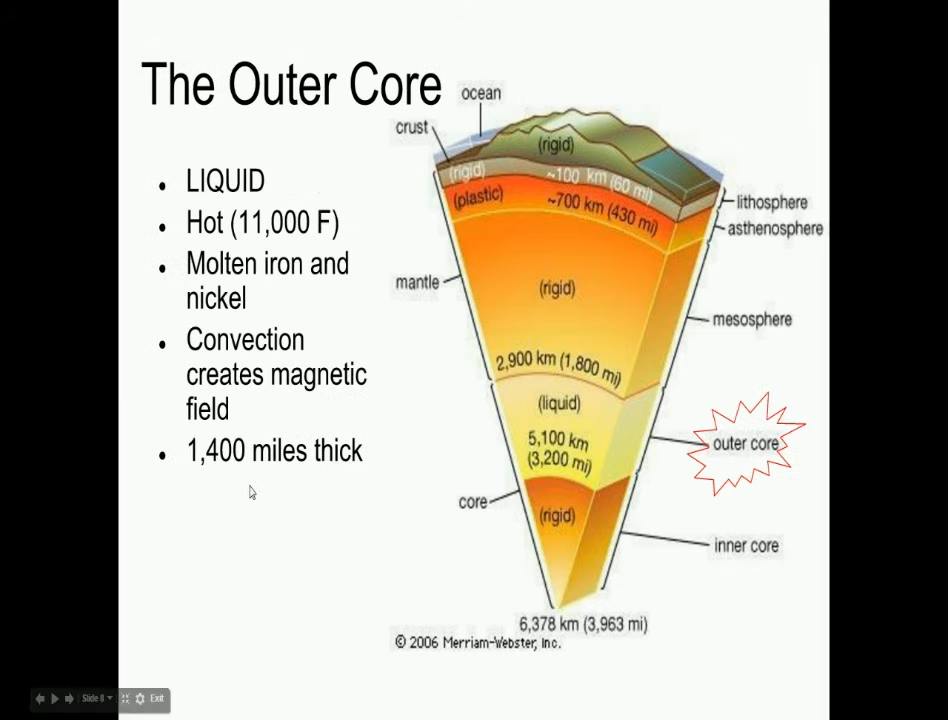 The Outer Core
• LIQUID
• Hot (11,000 F)
• Molten iron and
nickel
• Convection
creates magnetic
field
• 1,400 miles thick
ocean
crust
(rigid)
(rigid)
~100 km (60 mi)
(plastic)
~700 km (430 mi)
lithosphere
asthenosphere
mantle
(rigid)
mesosphere
2,900 km (1,800 mi)
(liquid)
5,100 km
(3,200 mi)
outer core
core
(rigid)
inner core
6,378 km (3,963 mi)
© 2006 Merriam-Webster, Inc.
Slide 8
Exit